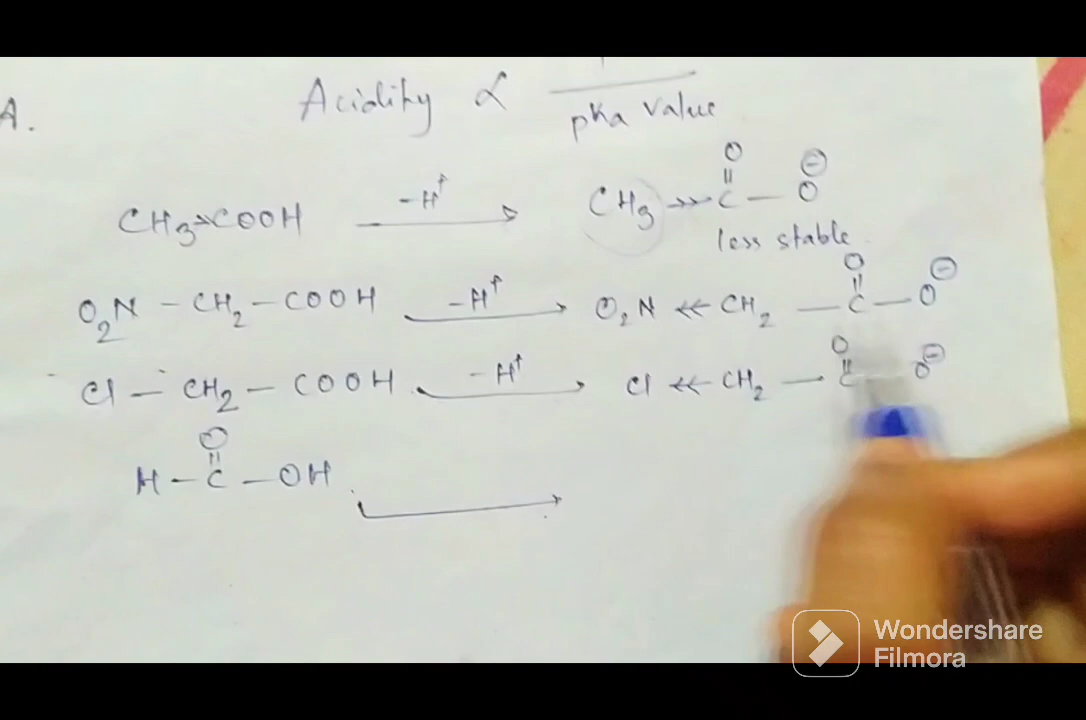 A. Acidity ∝ 1/pKa value
CH3→COOH —H⁺→ CH3→>C(=O)—O⊖
less stable
O2N—CH2—COOH —H⁺→ O2N <<CH2—C(=O)—O⊖
Cl—CH2—COOH —H⁺→ Cl <<CH2—C(=O) O⊖
H—C(=O)—OH →
Wondershare
Filmora